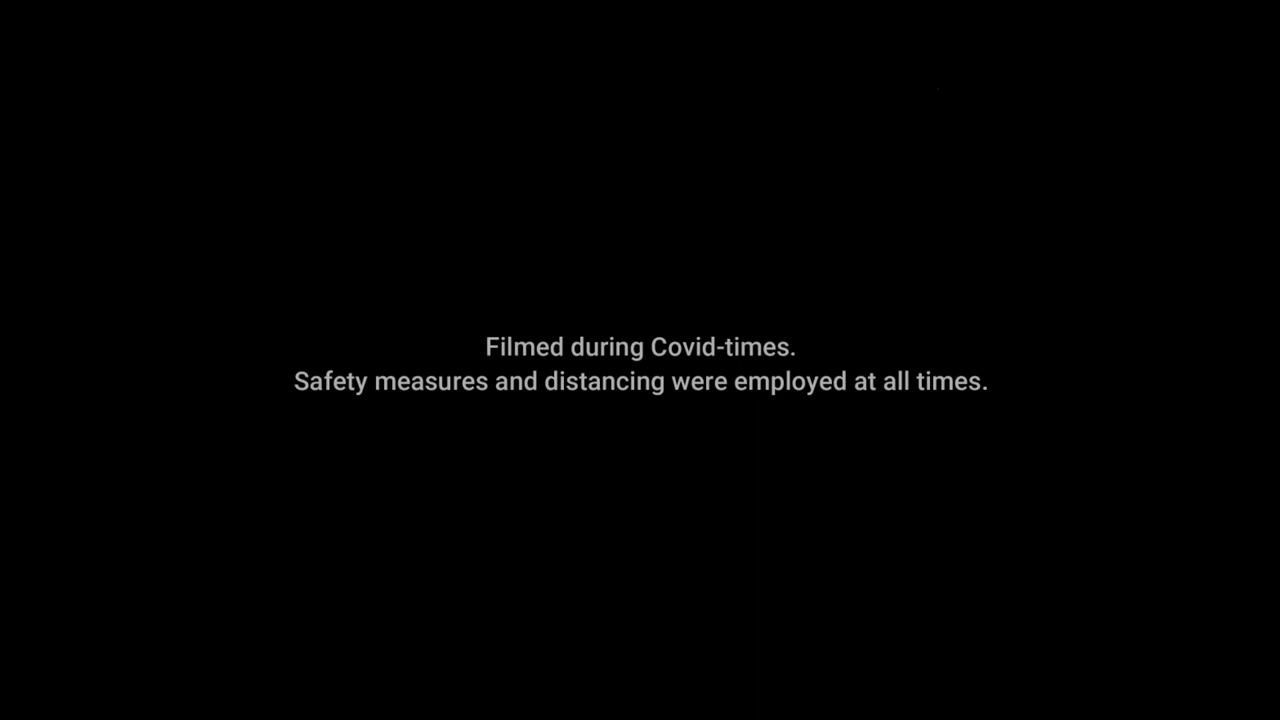 Filmed during Covid-times.
Safety measures and distancing were employed at all times.